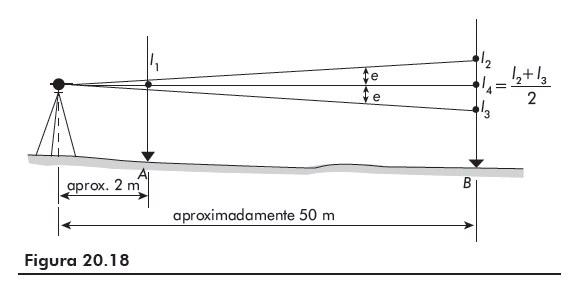 l₁
l₂
e
l₄ = l₂ + l₃ / 2
e
l₃
A
B
aprox. 2 m
aproximadamente 50 m
Figura 20.18